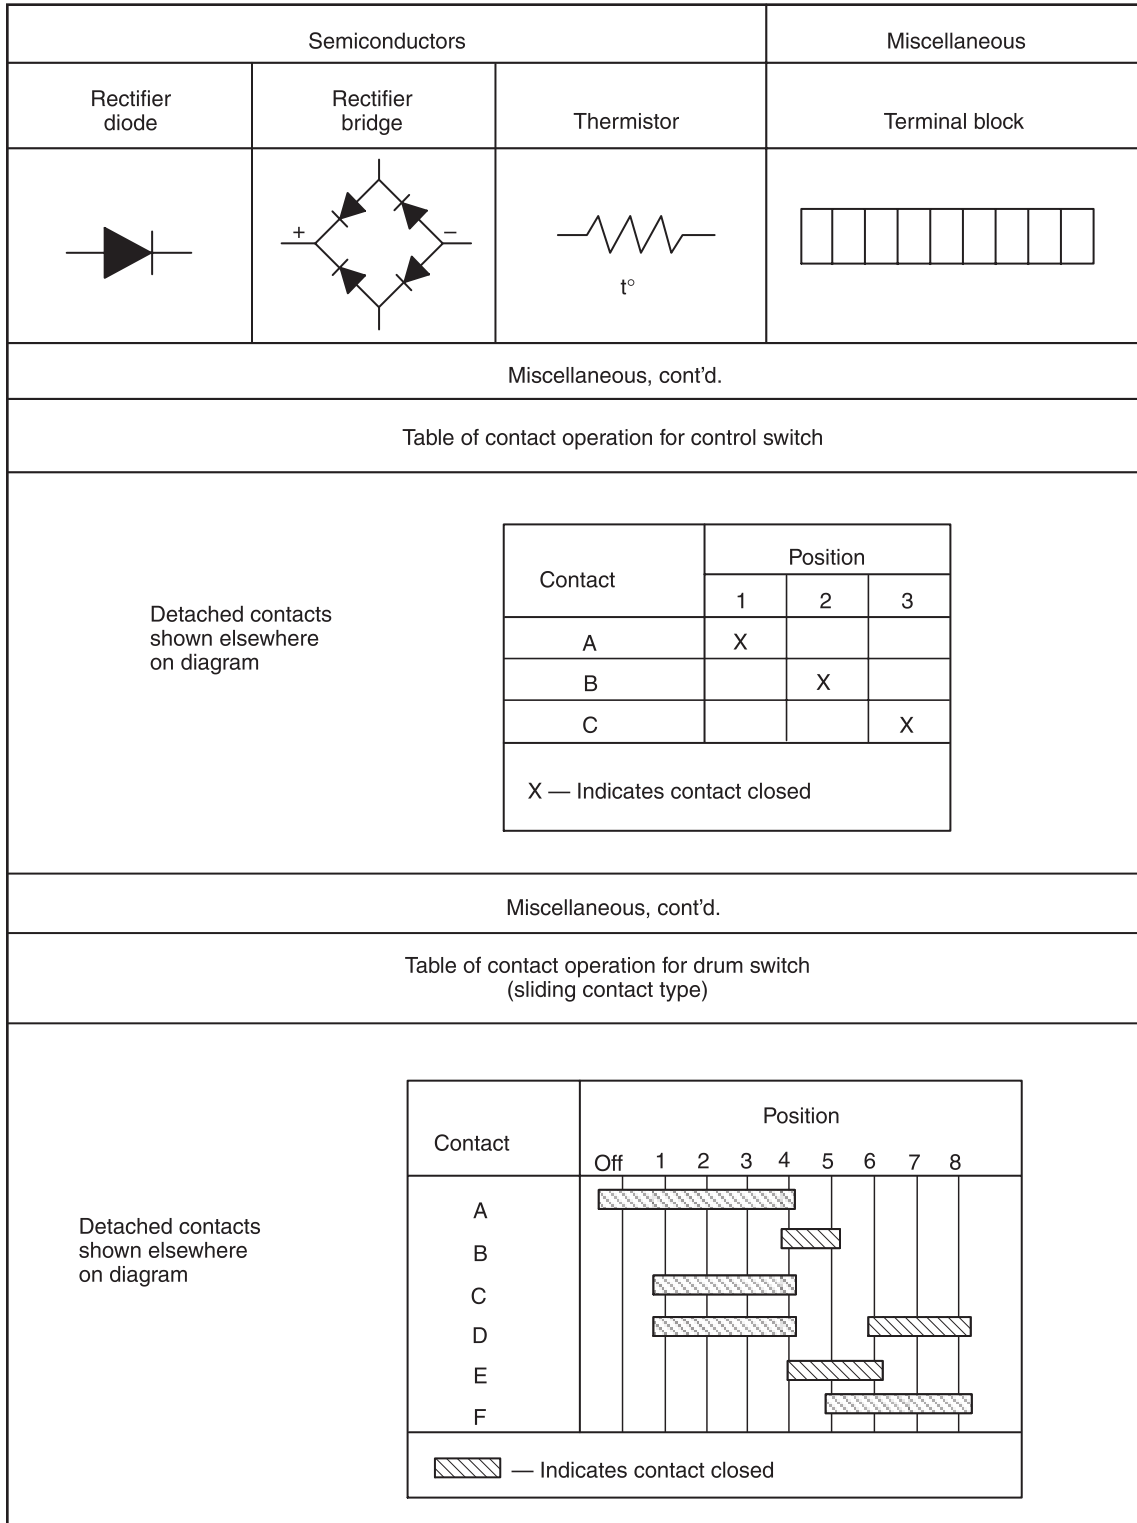 Semiconductors
Miscellaneous
Rectifier
diode
Rectifier
bridge
Thermistor
Terminal block
+
−
t°
Miscellaneous, cont'd.
Table of contact operation for control switch
Detached contacts
shown elsewhere
on diagram
Contact
Position
1 2 3
A X
B X
C X
X — Indicates contact closed
Miscellaneous, cont'd.
Table of contact operation for drum switch
(sliding contact type)
Detached contacts
shown elsewhere
on diagram
Contact
Position
Off 1 2 3 4 5 6 7 8
A
B
C
D
E
F
— Indicates contact closed